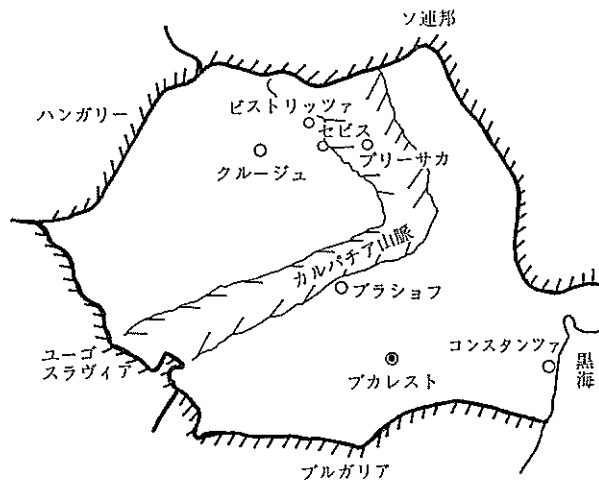 ソ連邦
ハンガリー
ビストリッツァ
セビス
ブリーサカ
クルージュ
カルパチア山脈
ブラショフ
ユーゴ
スラヴィア
コンスタンツァ
黒海
ブカレスト
ブルガリア